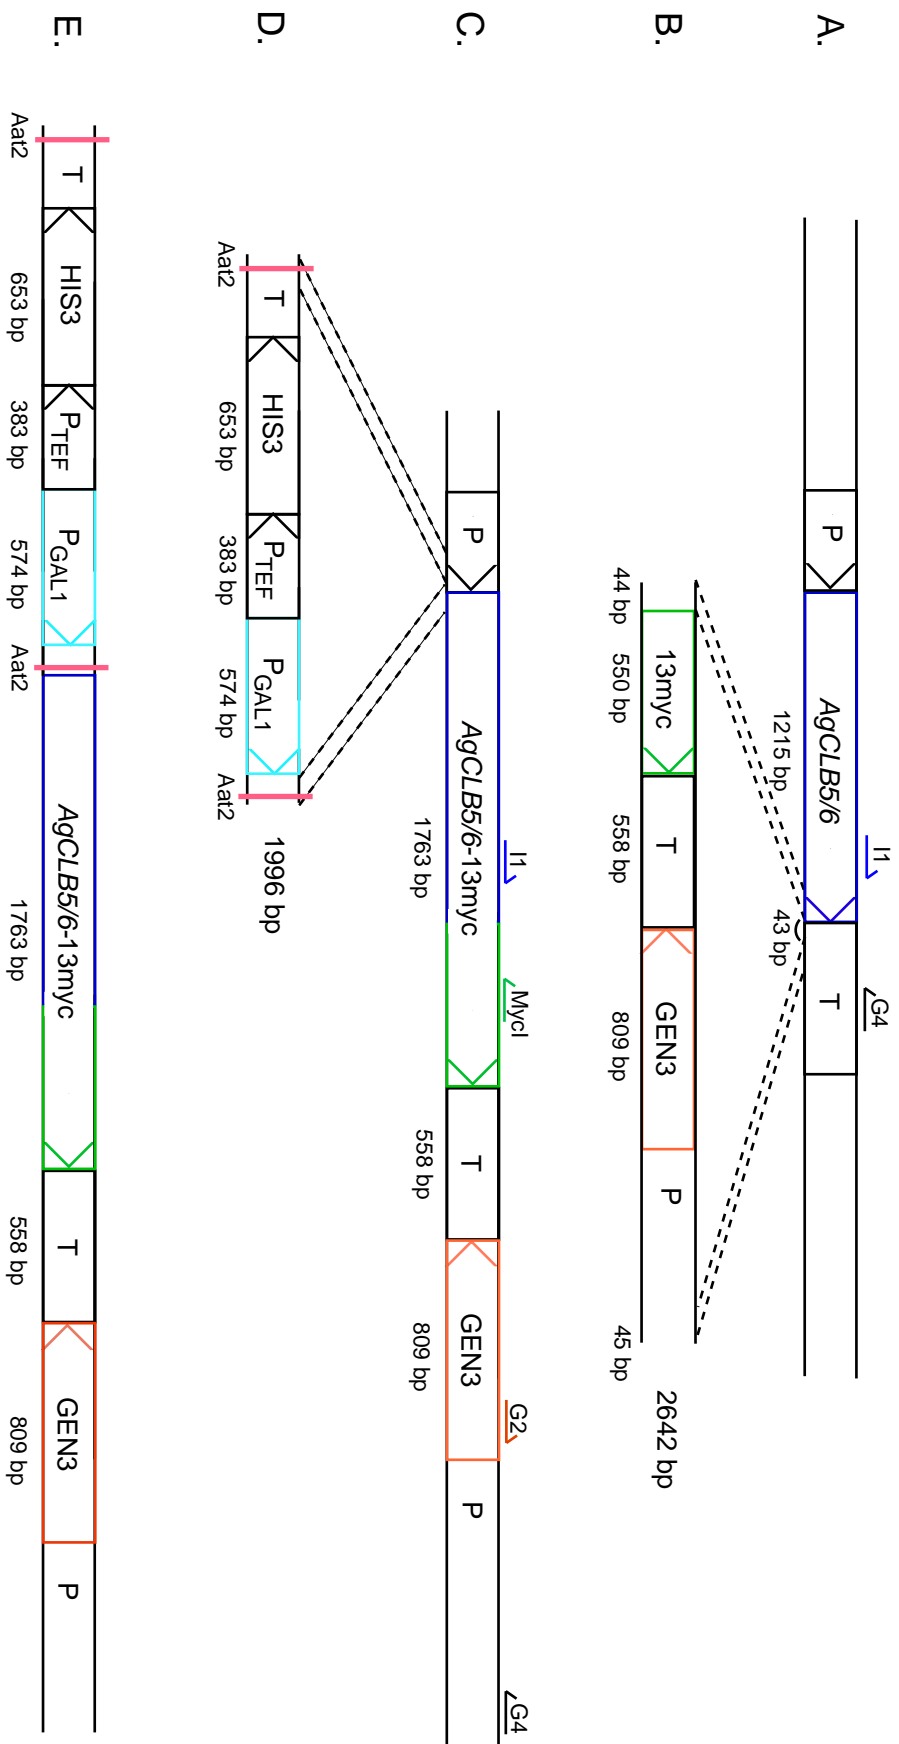 A.
I1
G4
P
AgCLB5/6
T
1215 bp
43 bp
B.
13myc
T
GEN3
P
2642 bp
44 bp
550 bp
558 bp
809 bp
45 bp
C.
I1
MycI
G2
G4
P
AgCLB5/6-13myc
T
GEN3
P
1763 bp
558 bp
809 bp
D.
T
HIS3
PTEF
PGAL1
1996 bp
Aat2
653 bp
383 bp
574 bp
Aat2
E.
T
HIS3
PTEF
PGAL1
AgCLB5/6-13myc
T
GEN3
P
Aat2
653 bp
383 bp
574 bp
Aat2
1763 bp
558 bp
809 bp